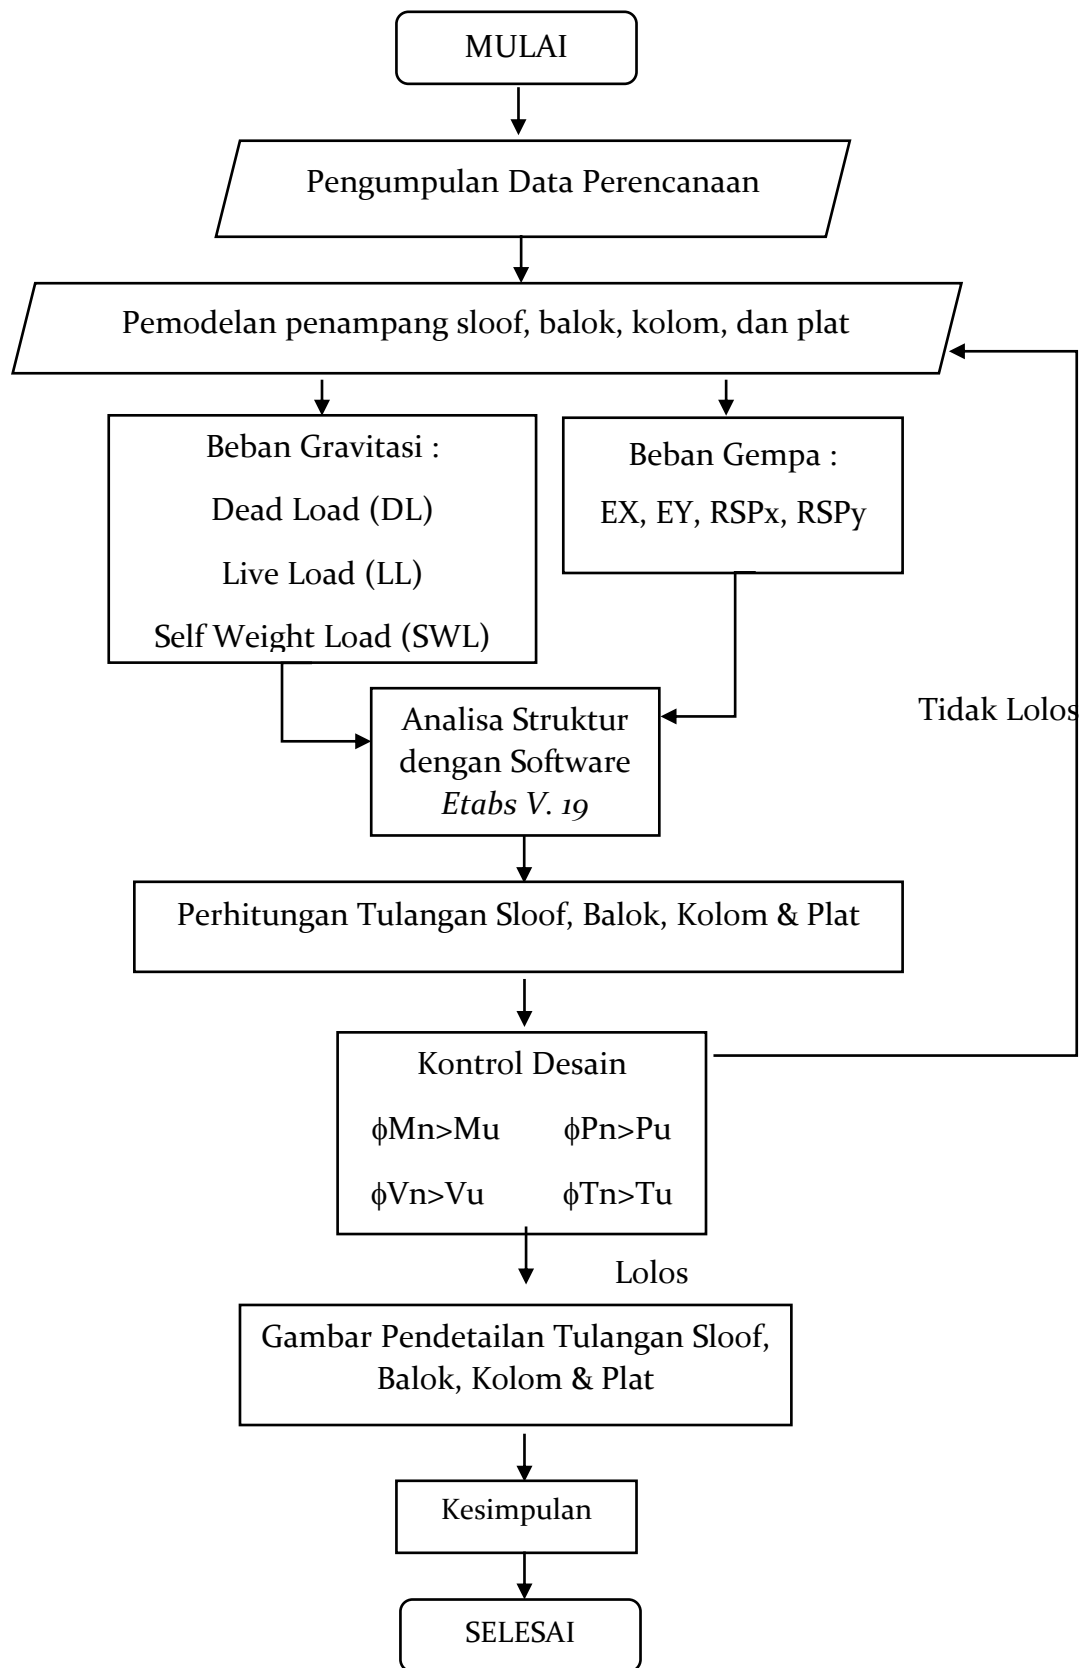 MULAI
Pengumpulan Data Perencanaan
Pemodelan penampang sloof, balok, kolom, dan plat
Beban Gravitasi :
Dead Load (DL)
Live Load (LL)
Self Weight Load (SWL)
Beban Gempa :
EX, EY, RSPx, RSPy
Tidak Lolos
Analisa Struktur
dengan Software
Etabs V. 19
Perhitungan Tulangan Sloof, Balok, Kolom & Plat
Kontrol Desain
ϕMn>Mu ϕPn>Pu
ϕVn>Vu ϕTn>Tu
Lolos
Gambar Pendetailan Tulangan Sloof,
Balok, Kolom & Plat
Kesimpulan
SELESAI